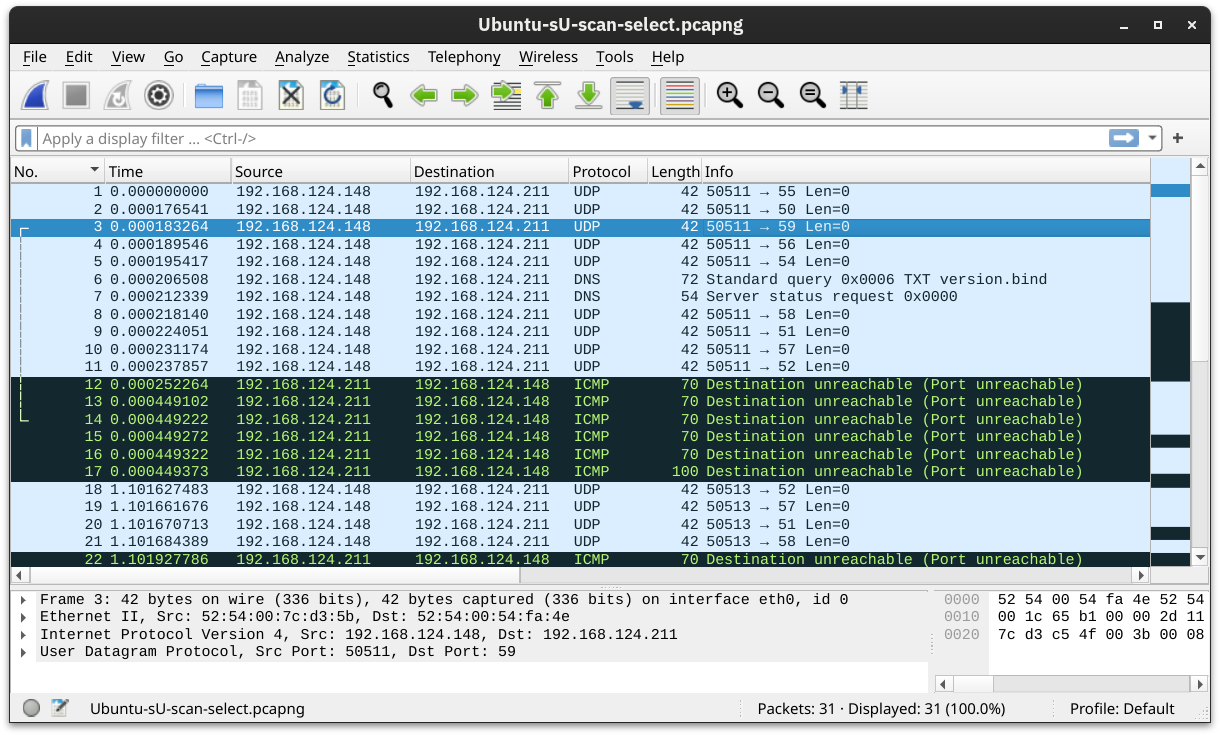 Ubuntu-sU-scan-select.pcapng
File Edit View Go Capture Analyze Statistics Telephony Wireless Tools Help
Apply a display filter ... <Ctrl-/>
No. Time Source Destination Protocol Length Info
1 0.000000000 192.168.124.148 192.168.124.211 UDP 42 50511 → 55 Len=0
2 0.000176541 192.168.124.148 192.168.124.211 UDP 42 50511 → 50 Len=0
3 0.000183264 192.168.124.148 192.168.124.211 UDP 42 50511 → 59 Len=0
4 0.000189546 192.168.124.148 192.168.124.211 UDP 42 50511 → 56 Len=0
5 0.000195417 192.168.124.148 192.168.124.211 UDP 42 50511 → 54 Len=0
6 0.000206508 192.168.124.148 192.168.124.211 DNS 72 Standard query 0x0006 TXT version.bind
7 0.000212339 192.168.124.148 192.168.124.211 DNS 54 Server status request 0x0000
8 0.000218140 192.168.124.148 192.168.124.211 UDP 42 50511 → 58 Len=0
9 0.000224051 192.168.124.148 192.168.124.211 UDP 42 50511 → 51 Len=0
10 0.000231174 192.168.124.148 192.168.124.211 UDP 42 50511 → 57 Len=0
11 0.000237857 192.168.124.148 192.168.124.211 UDP 42 50511 → 52 Len=0
12 0.000252264 192.168.124.211 192.168.124.148 ICMP 70 Destination unreachable (Port unreachable)
13 0.000449102 192.168.124.211 192.168.124.148 ICMP 70 Destination unreachable (Port unreachable)
14 0.000449222 192.168.124.211 192.168.124.148 ICMP 70 Destination unreachable (Port unreachable)
15 0.000449272 192.168.124.211 192.168.124.148 ICMP 70 Destination unreachable (Port unreachable)
16 0.000449322 192.168.124.211 192.168.124.148 ICMP 70 Destination unreachable (Port unreachable)
17 0.000449373 192.168.124.211 192.168.124.148 ICMP 100 Destination unreachable (Port unreachable)
18 1.101627483 192.168.124.148 192.168.124.211 UDP 42 50513 → 52 Len=0
19 1.101661676 192.168.124.148 192.168.124.211 UDP 42 50513 → 57 Len=0
20 1.101670713 192.168.124.148 192.168.124.211 UDP 42 50513 → 51 Len=0
21 1.101684389 192.168.124.148 192.168.124.211 UDP 42 50513 → 58 Len=0
22 1.101927786 192.168.124.211 192.168.124.148 ICMP 70 Destination unreachable (Port unreachable)
Frame 3: 42 bytes on wire (336 bits), 42 bytes captured (336 bits) on interface eth0, id 0
Ethernet II, Src: 52:54:00:7c:d3:5b, Dst: 52:54:00:54:fa:4e
Internet Protocol Version 4, Src: 192.168.124.148, Dst: 192.168.124.211
User Datagram Protocol, Src Port: 50511, Dst Port: 59
0000 52 54 00 54 fa 4e 52 54
0010 00 1c 65 b1 00 00 2d 11
0020 7c d3 c5 4f 00 3b 00 08
Ubuntu-sU-scan-select.pcapng
Packets: 31 · Displayed: 31 (100.0%)
Profile: Default